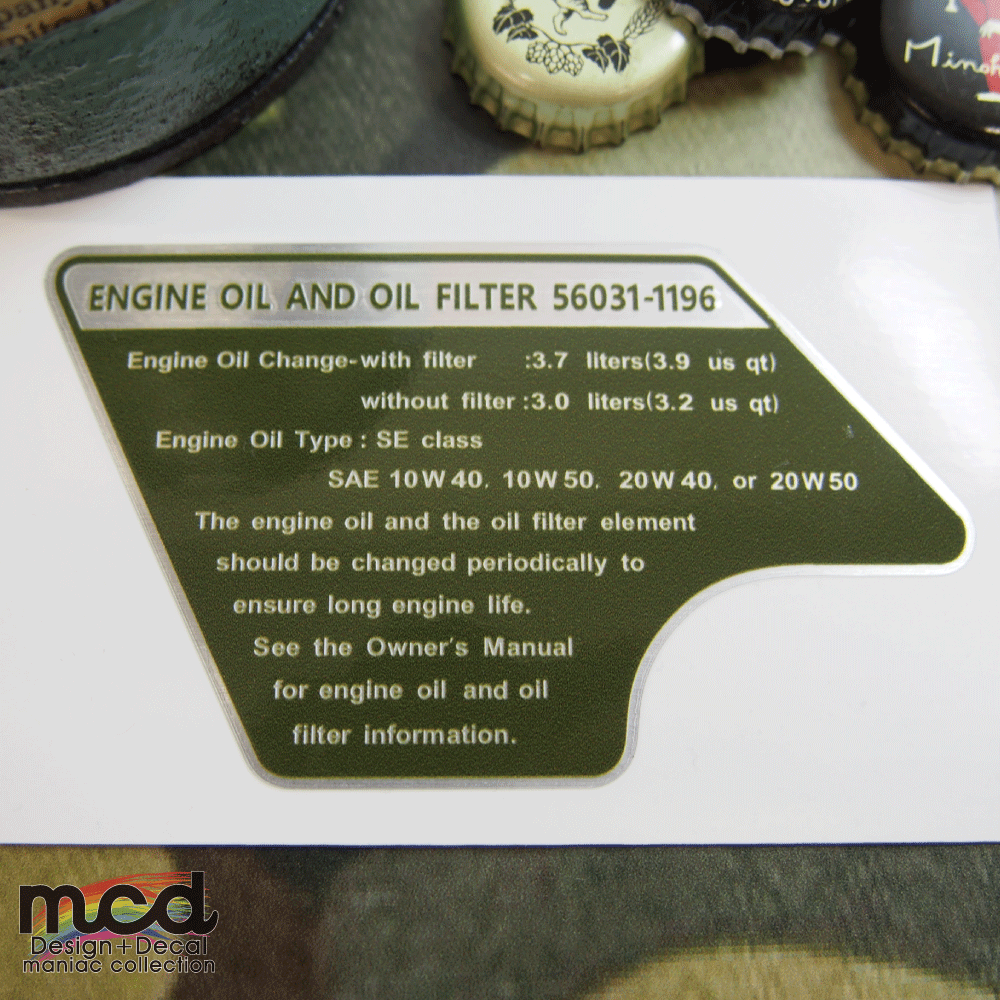 pany
Minoh
ENGINE OIL AND OIL FILTER 56031-1196
Engine Oil Change-with filter :3.7 liters(3.9 us qt)
without filter :3.0 liters(3.2 us qt)
Engine Oil Type : SE class
SAE 10W40, 10W50, 20W40, or 20W50
The engine oil and the oil filter element
should be changed periodically to
ensure long engine life.
See the Owner's Manual
for engine oil and oil
filter information.
mcd
Design+Decal
maniac collection